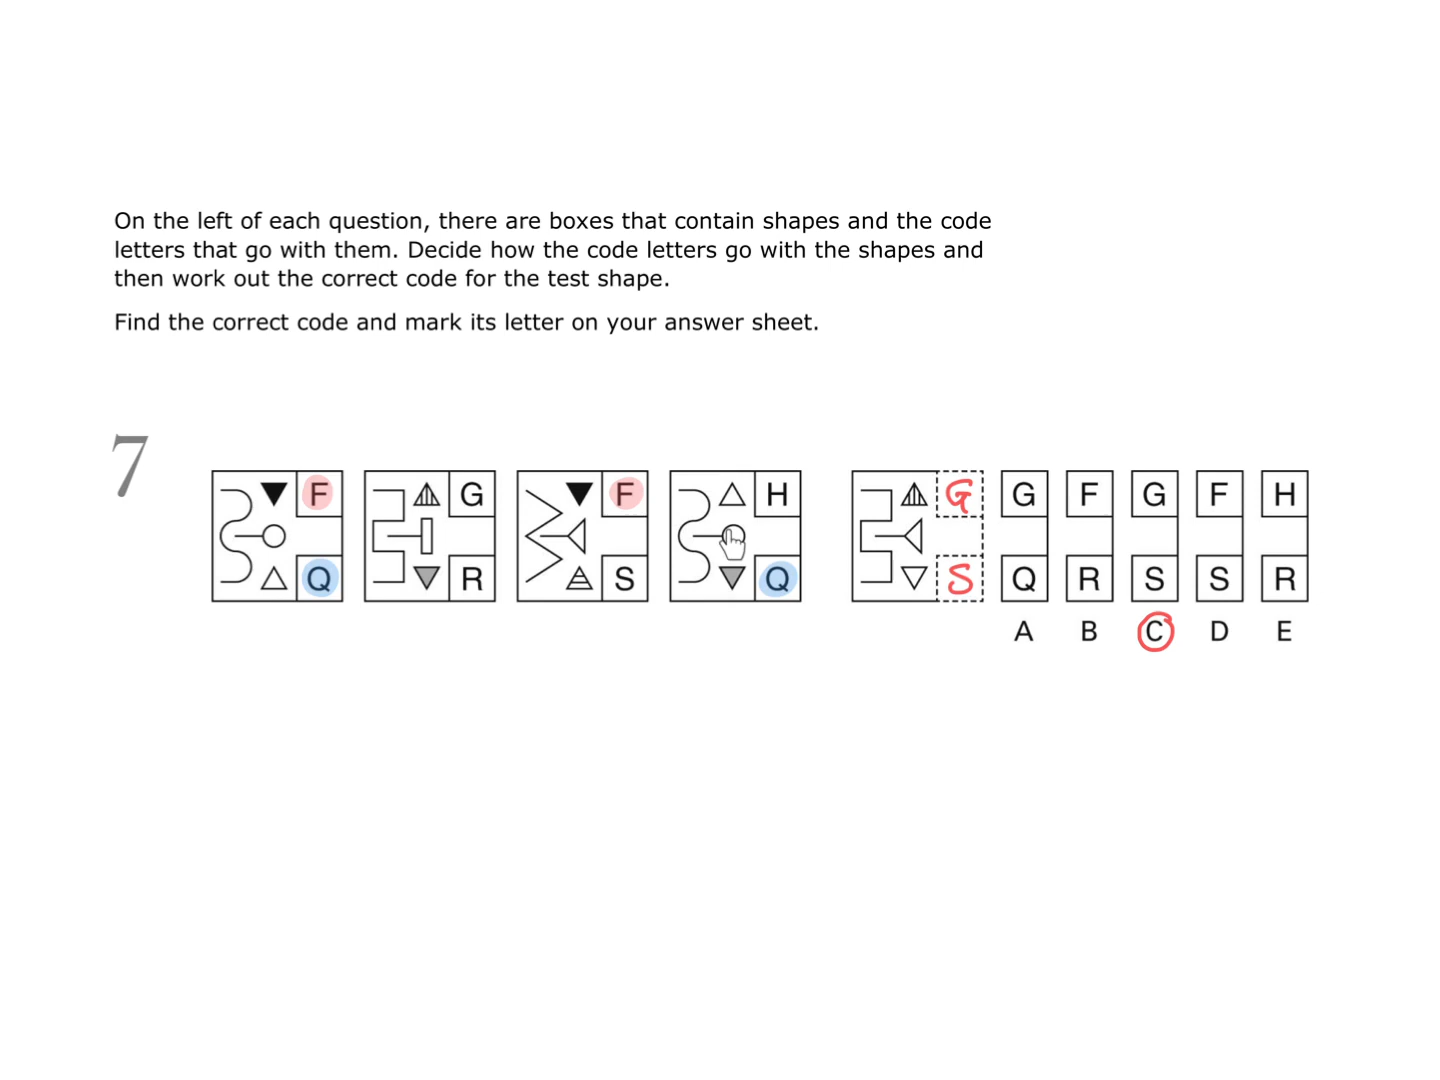 On the left of each question, there are boxes that contain shapes and the code
letters that go with them. Decide how the code letters go with the shapes and
then work out the correct code for the test shape.
Find the correct code and mark its letter on your answer sheet.
7
F G F H G G F G F H
Q R S Q S Q R S S R
A B C D E